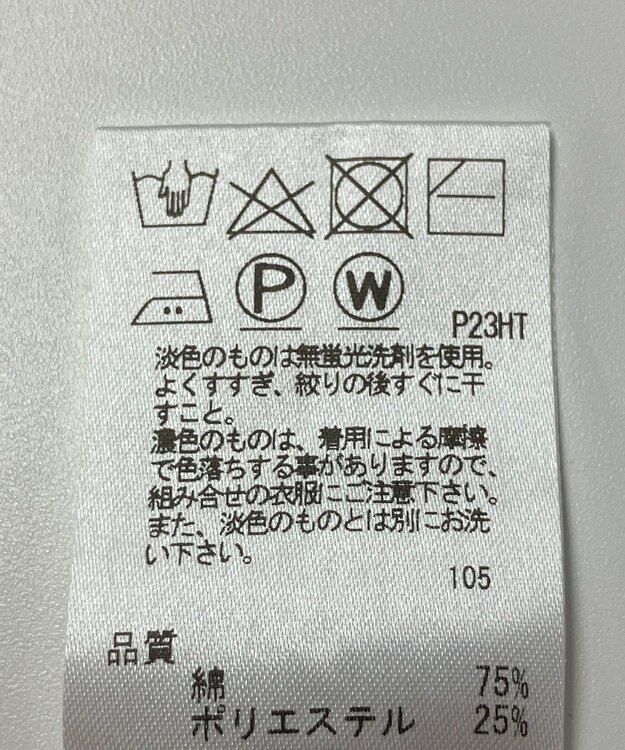 P W P23HT
淡色のものは無蛍光洗剤を使用。
よくすすぎ、絞りの後すぐに干
すこと。
濃色のものは、着用による摩擦
で色落ちする事がありますので、
組み合せの衣服にご注意下さい。
また、淡色のものとは別にお洗
い下さい。
105
品質
綿 75%
ポリエステル 25%